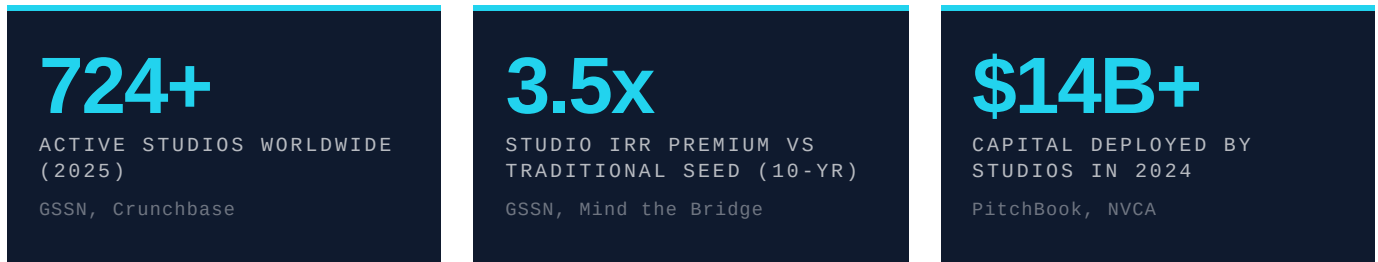 724+
ACTIVE STUDIOS WORLDWIDE
(2025)
GSSN, Crunchbase
3.5x
STUDIO IRR PREMIUM VS
TRADITIONAL SEED (10-YR)
GSSN, Mind the Bridge
$14B+
CAPITAL DEPLOYED BY
STUDIOS IN 2024
PitchBook, NVCA